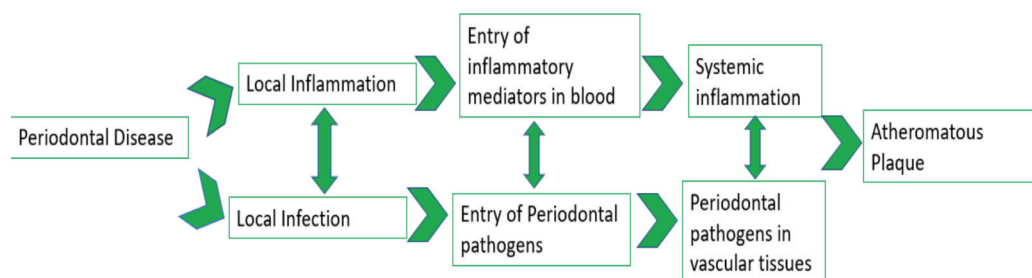 Periodontal Disease
Local Inflammation
Entry of
inflammatory
mediators in blood
Systemic
inflammation
Local Infection
Entry of Periodontal
pathogens
Periodontal
pathogens in
vascular tissues
Atheromatous
Plaque